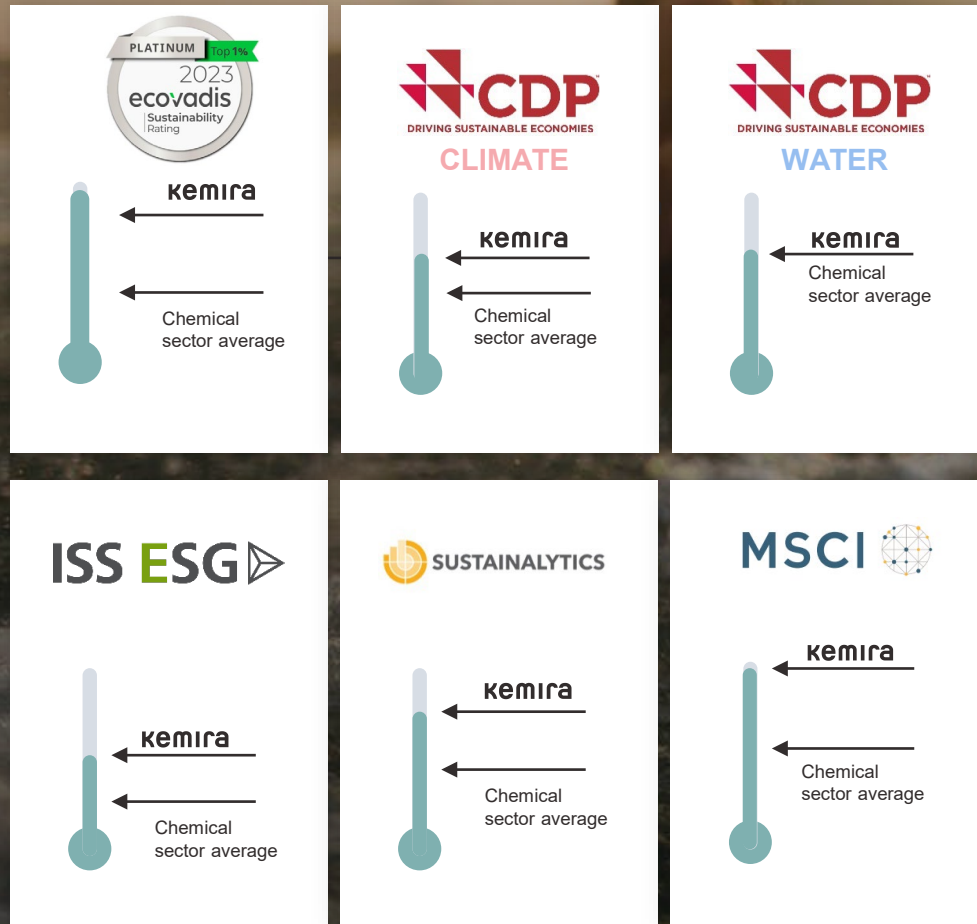 PLATINUM Top 1%
2023
ecovadis
Sustainability
Rating
kemira
Chemical
sector average
CDP
DRIVING SUSTAINABLE ECONOMIES
CLIMATE
kemira
Chemical
sector average
CDP
DRIVING SUSTAINABLE ECONOMIES
WATER
kemira
Chemical
sector average
ISS ESG
kemira
Chemical
sector average
SUSTAINALYTICS
kemira
Chemical
sector average
MSCI
kemira
Chemical
sector average